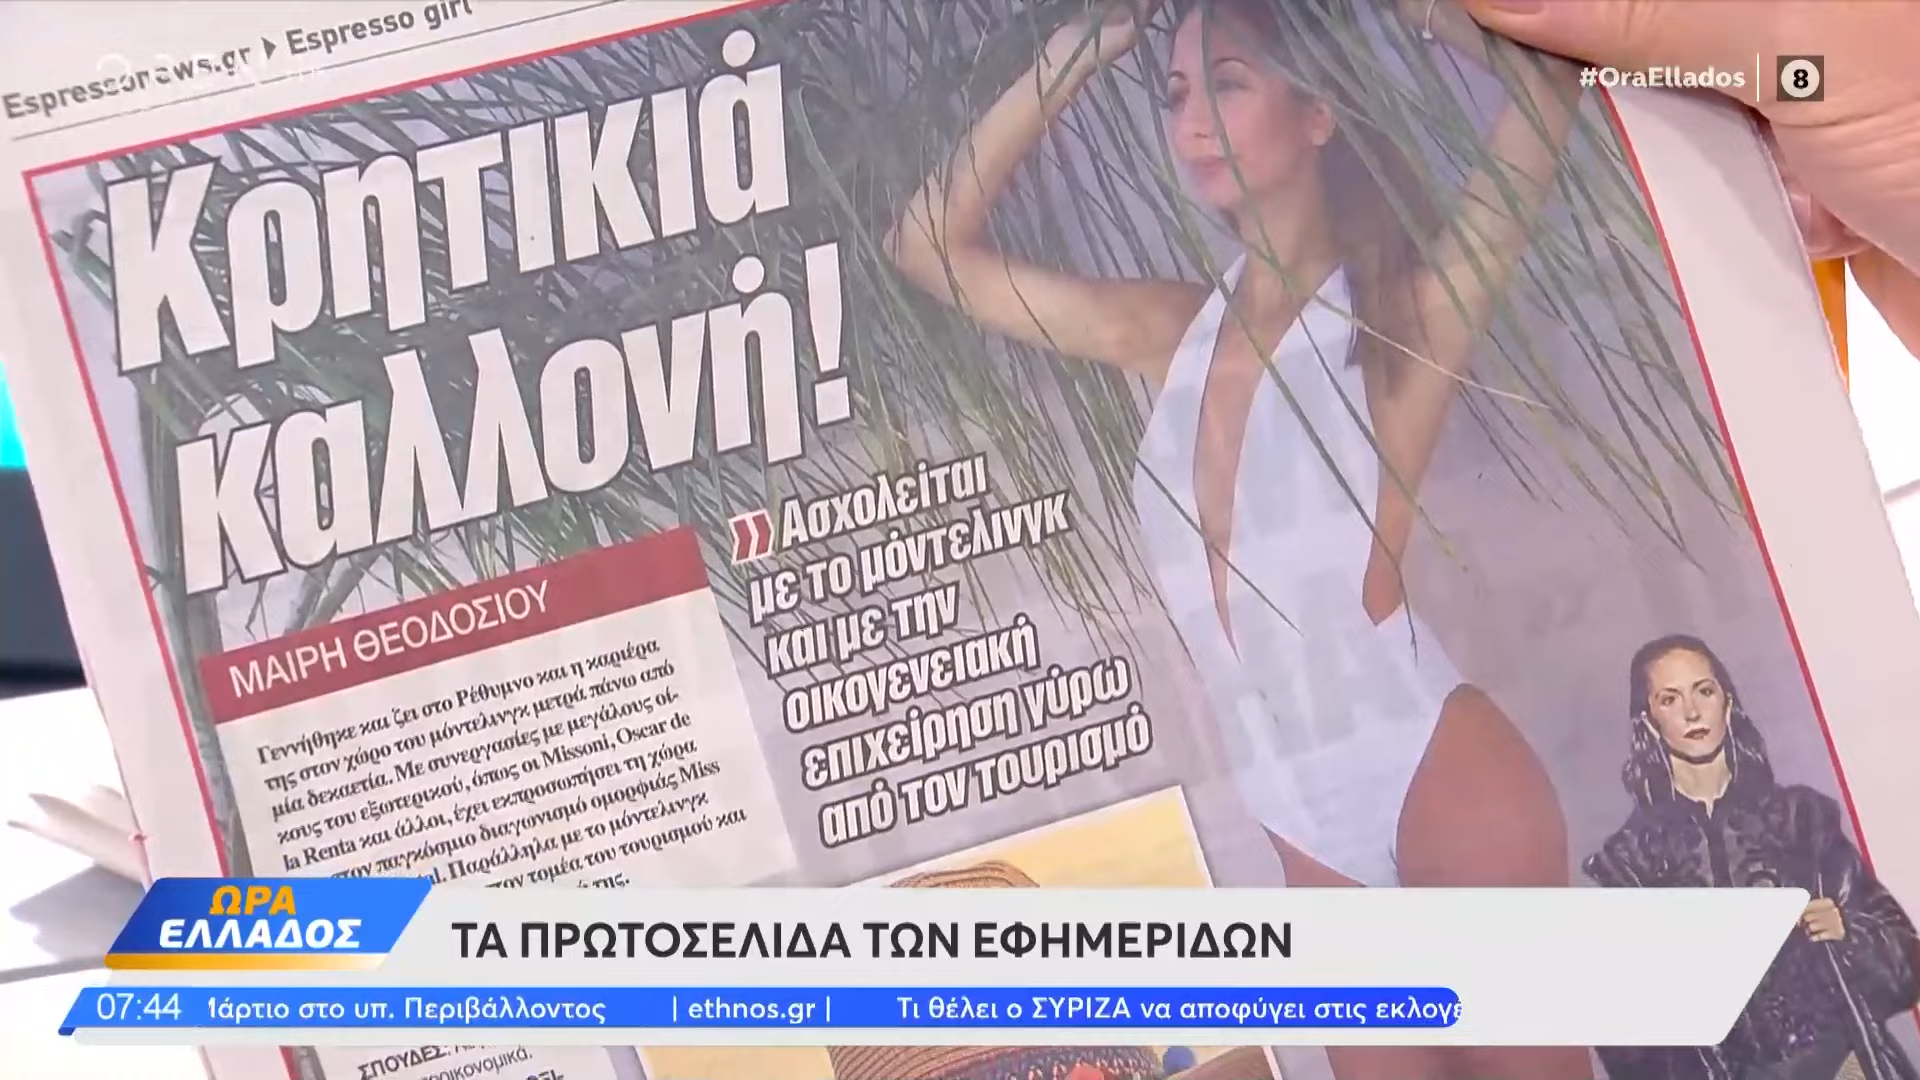 Espressonews.gr ▸ Espresso girl
#OraEllados
8
Κρητικιά
καλλονή!
Ασχολείται
με το μόντελινγκ
και με την
οικογενειακή
επιχείρηση γύρω
από τον τουρισμό
ΜΑΙΡΗ ΘΕΟΔΟΣΙΟΥ
Γεννήθηκε και ζει στο Ρέθυμνο και η καριέρα
της στον χώρο του μόντελινγκ μετρά πάνω από
μία δεκαετία. Με συνεργασίες με μεγάλους οί-
κους του εξωτερικού, όπως οι Missoni, Oscar de
la Renta και άλλοι, έχει εκπροσωπήσει τη χώρα
στον παγκόσμιο διαγωνισμό ομορφιάς Miss
Παράλληλα με το μόντελινγκ
τον τομέα του τουρισμού και
της.
ΩΡΑ
ΕΛΛΑΔΟΣ
ΤΑ ΠΡΩΤΟΣΕΛΙΔΑ ΤΩΝ ΕΦΗΜΕΡΙΔΩΝ
07:44 Μάρτιο στο υπ. Περιβάλλοντος | ethnos.gr | Τι θέλει ο ΣΥΡΙΖΑ να αποφύγει στις εκλογέ
ΣΠΟΥΔΕΣ: